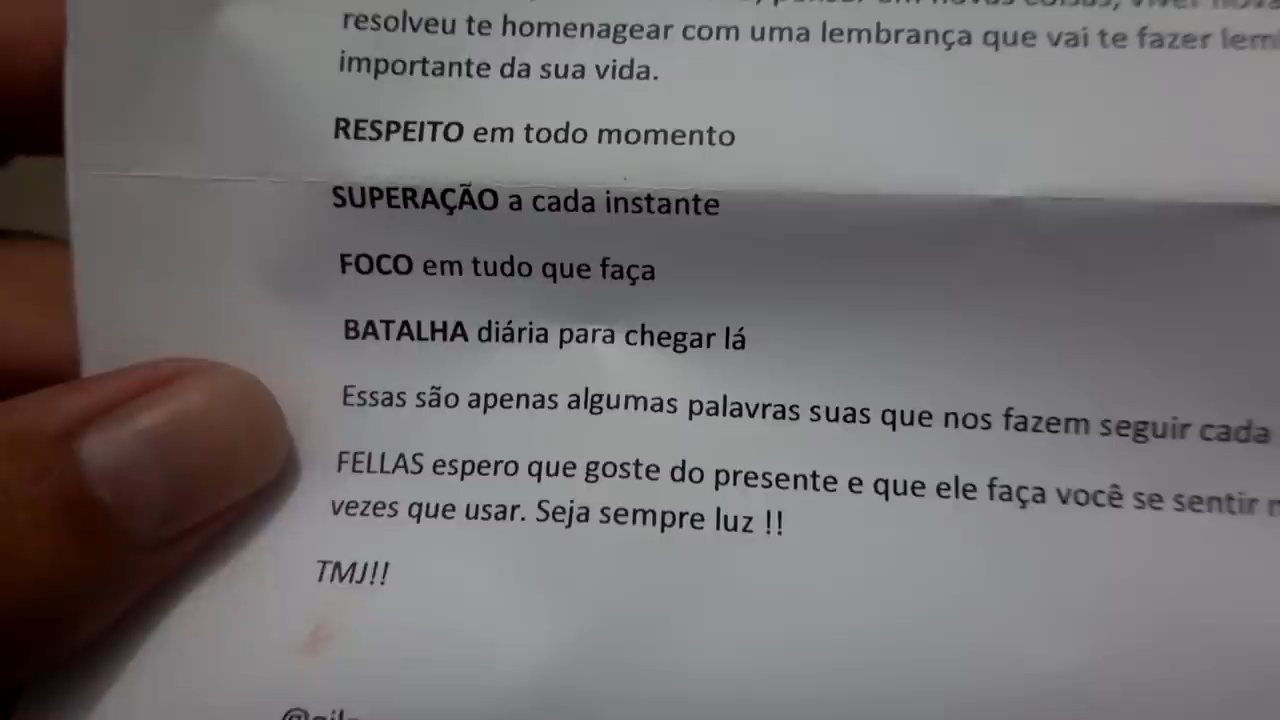 resolveu te homenagear com uma lembrança que vai te fazer
importante da sua vida.
RESPEITO em todo momento
SUPERAÇÃO a cada instante
FOCO em tudo que faça
BATALHA diária para chegar lá
Essas são apenas algumas palavras suas que nos fazem seguir cada
FELLAS espero que goste do presente e que ele faça você se sentir
vezes que usar. Seja sempre luz !!
TMJ!!